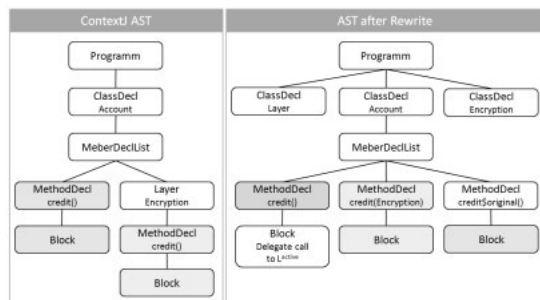 ContextJ AST
AST after Rewrite
Programm
ClassDecl
Account
MeberDeclList
MethodDecl
credit()
Layer
Encryption
Block
MethodDecl
credit()
Block
Programm
ClassDecl
Layer
ClassDecl
Account
ClassDecl
Encryption
MeberDeclList
MethodDecl
credit()
MethodDecl
credit(Encryption)
MethodDecl
credit$original()
Block
Delegate call
to Lactive
Block
Block